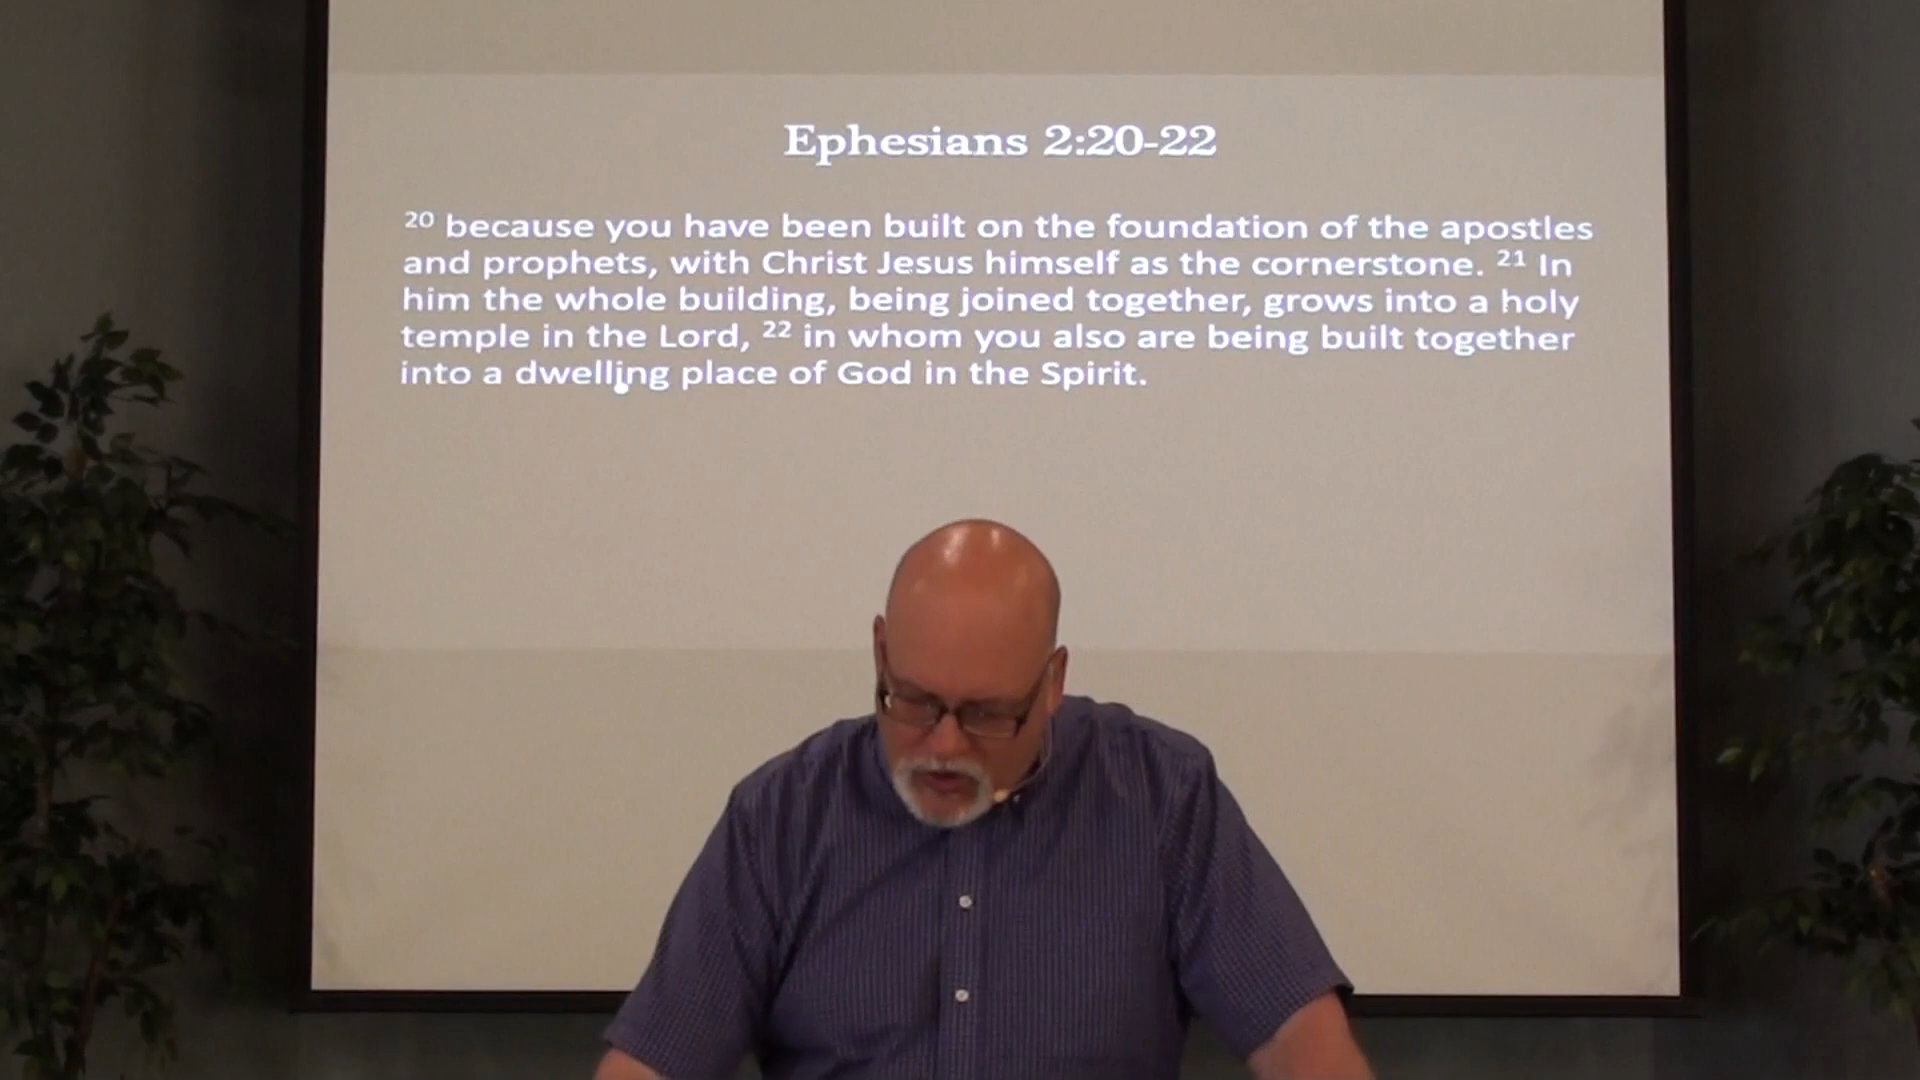 Ephesians 2:20-22
20 because you have been built on the foundation of the apostles
and prophets, with Christ Jesus himself as the cornerstone. 21 In
him the whole building, being joined together, grows into a holy
temple in the Lord, 22 in whom you also are being built together
into a dwelling place of God in the Spirit.